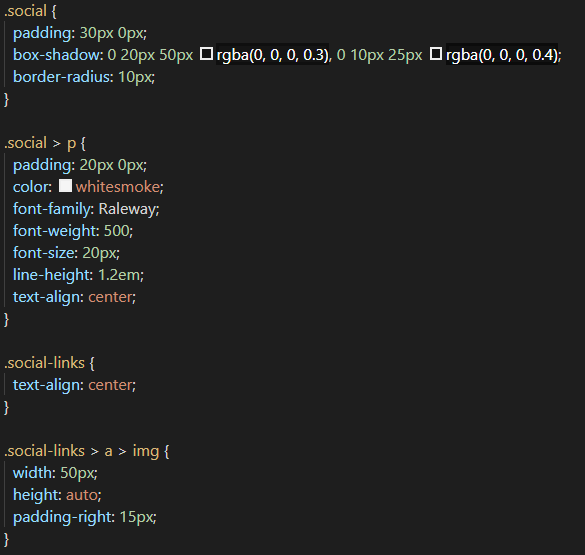 .social {
padding: 30px 0px;
box-shadow: 0 20px 50px rgba(0, 0, 0, 0.3), 0 10px 25px rgba(0, 0, 0, 0.4);
border-radius: 10px;
}
.social > p {
padding: 20px 0px;
color: whitesmoke;
font-family: Raleway;
font-weight: 500;
font-size: 20px;
line-height: 1.2em;
text-align: center;
}
.social-links {
text-align: center;
}
.social-links > a > img {
width: 50px;
height: auto;
padding-right: 15px;
}